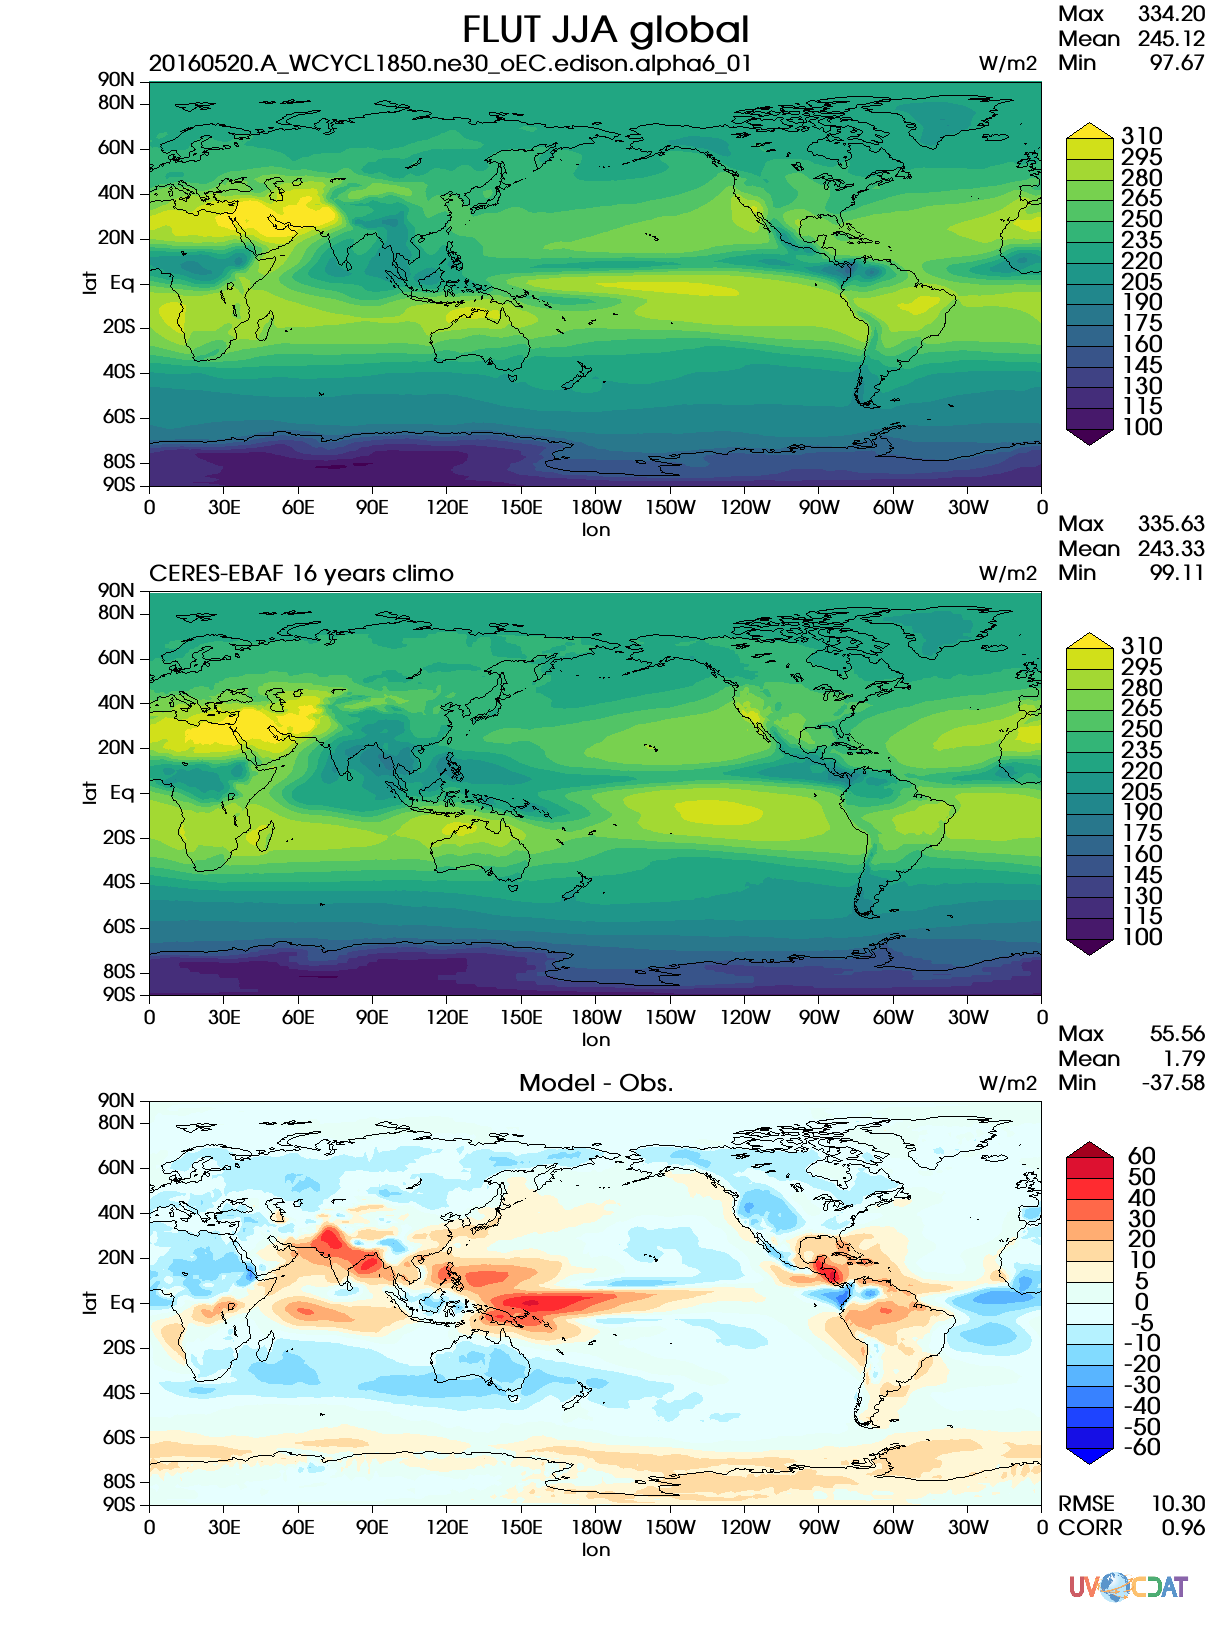 FLUT JJA global
Max 334.20
Mean 245.12
Min 97.67
20160520.A_WCYCL1850.ne30_oEC.edison.alpha6_01 W/m2
90N
80N
60N
40N
20N
Eq
20S
40S
60S
80S
90S
lat
0 30E 60E 90E 120E 150E 180W 150W 120W 90W 60W 30W 0
lon
310
295
280
265
250
235
220
205
190
175
160
145
130
115
100
Max 335.63
Mean 243.33
Min 99.11
CERES-EBAF 16 years climo W/m2
90N
80N
60N
40N
20N
Eq
20S
40S
60S
80S
90S
lat
0 30E 60E 90E 120E 150E 180W 150W 120W 90W 60W 30W 0
lon
310
295
280
265
250
235
220
205
190
175
160
145
130
115
100
Max 55.56
Mean 1.79
Min -37.58
Model - Obs. W/m2
90N
80N
60N
40N
20N
Eq
20S
40S
60S
80S
90S
lat
0 30E 60E 90E 120E 150E 180W 150W 120W 90W 60W 30W 0
lon
60
50
40
30
20
10
5
0
-5
-10
-20
-30
-40
-50
-60
RMSE 10.30
CORR 0.96
UV CDAT